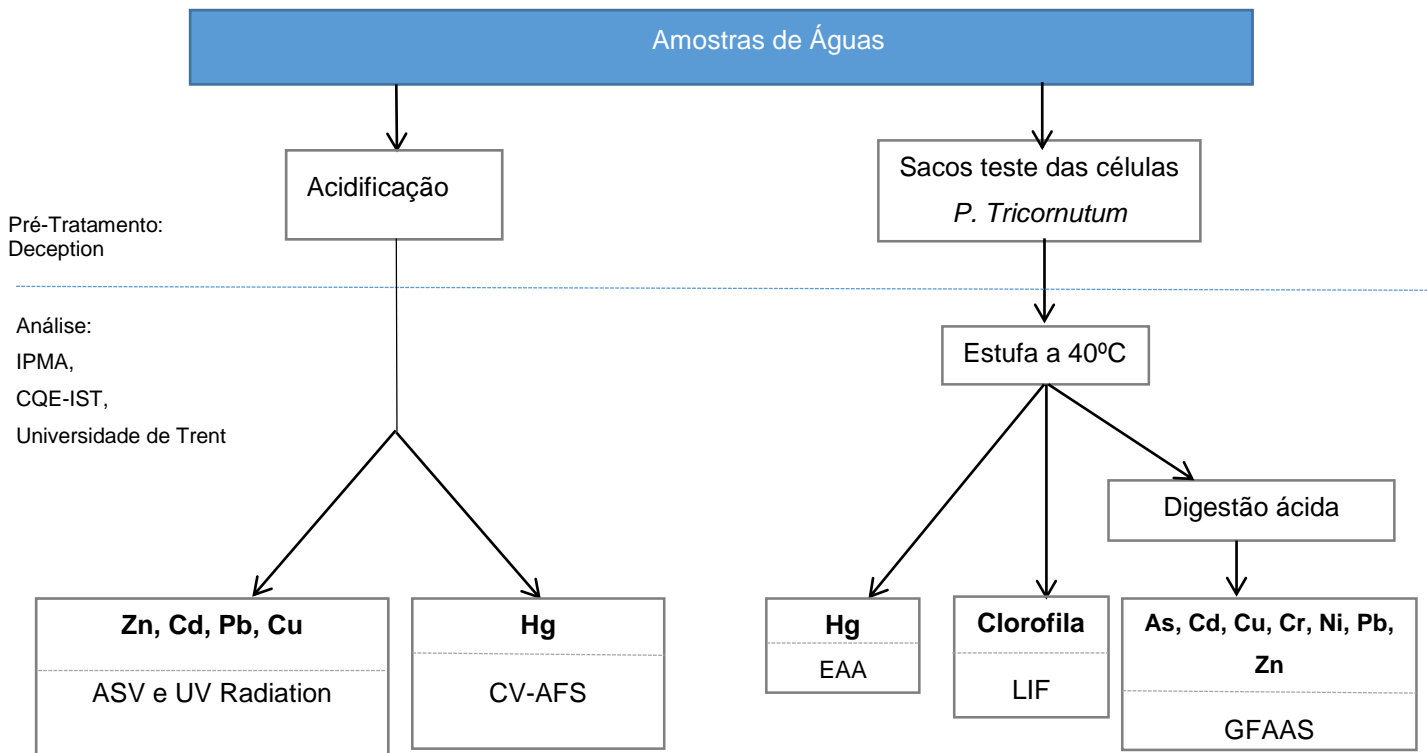 Amostras de Águas
Acidificação
Sacos teste das células
P. Tricornutum
Pré-Tratamento:
Deception
Análise:
IPMA,
CQE-IST,
Universidade de Trent
Estufa a 40ºC
Digestão ácida
Zn, Cd, Pb, Cu
ASV e UV Radiation
Hg
CV-AFS
Hg
EAA
Clorofila
LIF
As, Cd, Cu, Cr, Ni, Pb,
Zn
GFAAS